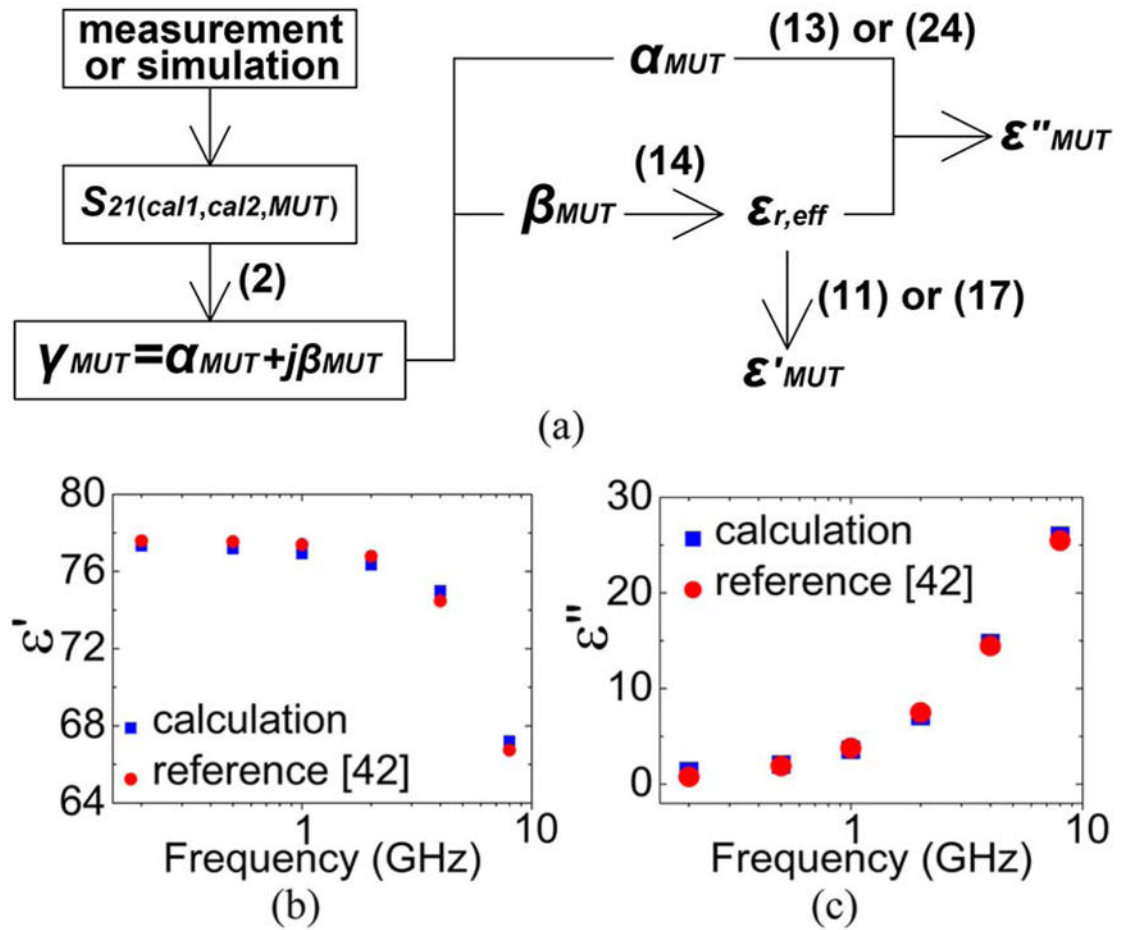 measurement
or simulation
S21(cal1,cal2,MUT)
(2)
γMUT=αMUT+jβMUT
αMUT
(13) or (24)
βMUT
(14)
εr,eff
ε''MUT
(11) or (17)
ε'MUT
(a)
80
76
72
68
64
ε'
calculation
reference [42]
1
10
Frequency (GHz)
(b)
30
20
10
0
ε''
calculation
reference [42]
1
10
Frequency (GHz)
(c)